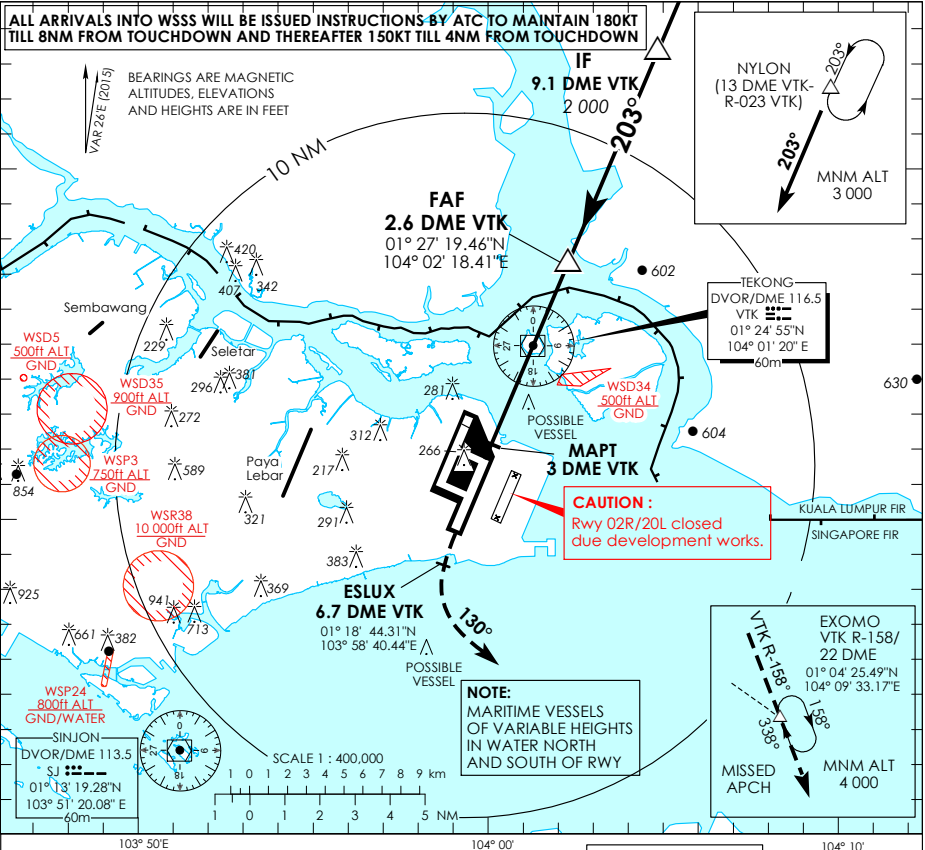 ALL ARRIVALS INTO WSSS WILL BE ISSUED INSTRUCTIONS BY ATC TO MAINTAIN 180KT
TILL 8NM FROM TOUCHDOWN AND THEREAFTER 150KT TILL 4NM FROM TOUCHDOWN
VAR 26'E (2015)
BEARINGS ARE MAGNETIC
ALTITUDES, ELEVATIONS
AND HEIGHTS ARE IN FEET
IF
9.1 DME VTK
2 000
203°
NYLON
(13 DME VTK-
R-023 VTK)
203°
203°
MNM ALT
3 000
10 NM
FAF
2.6 DME VTK
01° 27' 19.46"N
104° 02' 18.41"E
420
407
342
602
TEKONG
DVOR/DME 116.5
VTK
01° 24' 55"N
104° 01' 20" E
60m
Sembawang
229
Seletar
0
9
18
27
WSD5
500ft ALT
GND
WSD35
900ft ALT
GND
296
381
281
WSD34
500ft ALT
GND
630
272
312
POSSIBLE
VESSEL
604
266
MAPT
3 DME VTK
WSP3
750ft ALT
GND
854
589
Paya
Lebar
217
321
291
CAUTION :
Rwy 02R/20L closed
due development works.
KUALA LUMPUR FIR
SINGAPORE FIR
WSR38
10 000ft ALT
GND
383
925
941
713
369
ESLUX
6.7 DME VTK
01° 18' 44.31"N
103° 58' 40.44"E
130°
POSSIBLE
VESSEL
661
382
WSP24
800ft ALT
GND/WATER
NOTE:
MARITIME VESSELS
OF VARIABLE HEIGHTS
IN WATER NORTH
AND SOUTH OF RWY
VTK R-158°
EXOMO
VTK R-158/
22 DME
01° 04' 25.49"N
104° 09' 33.17"E
158°
338°
MISSED
APCH
MNM ALT
4 000
SINJON
DVOR/DME 113.5
SJ
01° 13' 19.28"N
103° 51' 20.08" E
60m
0
9
18
27
SCALE 1 : 400,000
1 0 1 2 3 4 5 6 7 8 9 km
1 0 1 2 3 4 5 NM
103° 50'E
104° 00'
104° 10'